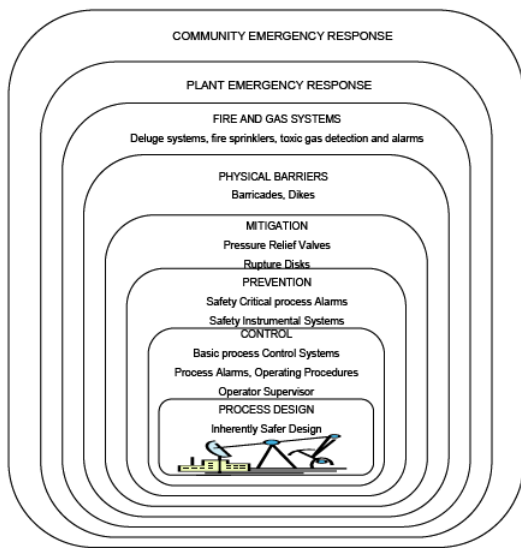 COMMUNITY EMERGENCY RESPONSE
PLANT EMERGENCY RESPONSE
FIRE AND GAS SYSTEMS
Deluge systems, fire sprinklers, toxic gas detection and alarms
PHYSICAL BARRIERS
Barricades, Dikes
MITIGATION
Pressure Relief Valves
Rupture Disks
PREVENTION
Safety Critical process Alarms
Safety Instrumental Systems
CONTROL
Basic process Control Systems
Process Alarms, Operating Procedures
Operator Supervisor
PROCESS DESIGN
Inherently Safer Design